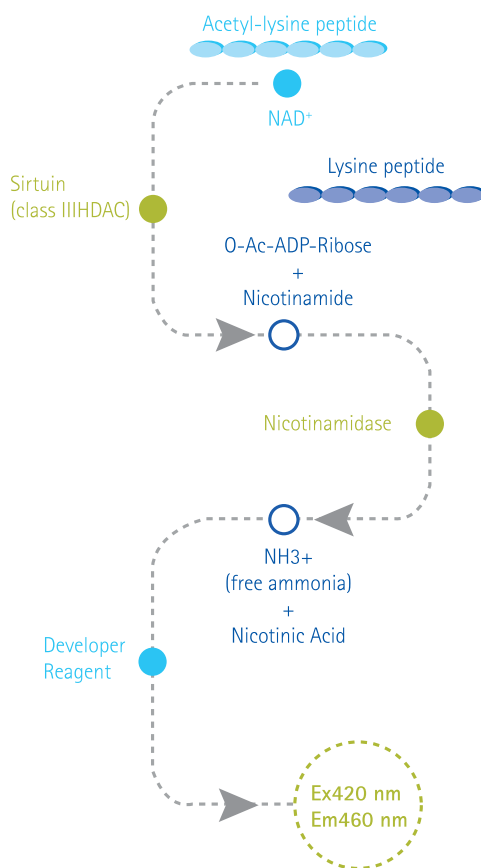 Acetyl-lysine peptide
NAD⁺
Lysine peptide
Sirtuin
(class IIIHDAC)
O-Ac-ADP-Ribose
+
Nicotinamide
Nicotinamidase
NH3+
(free ammonia)
+
Nicotinic Acid
Developer
Reagent
Ex420 nm
Em460 nm